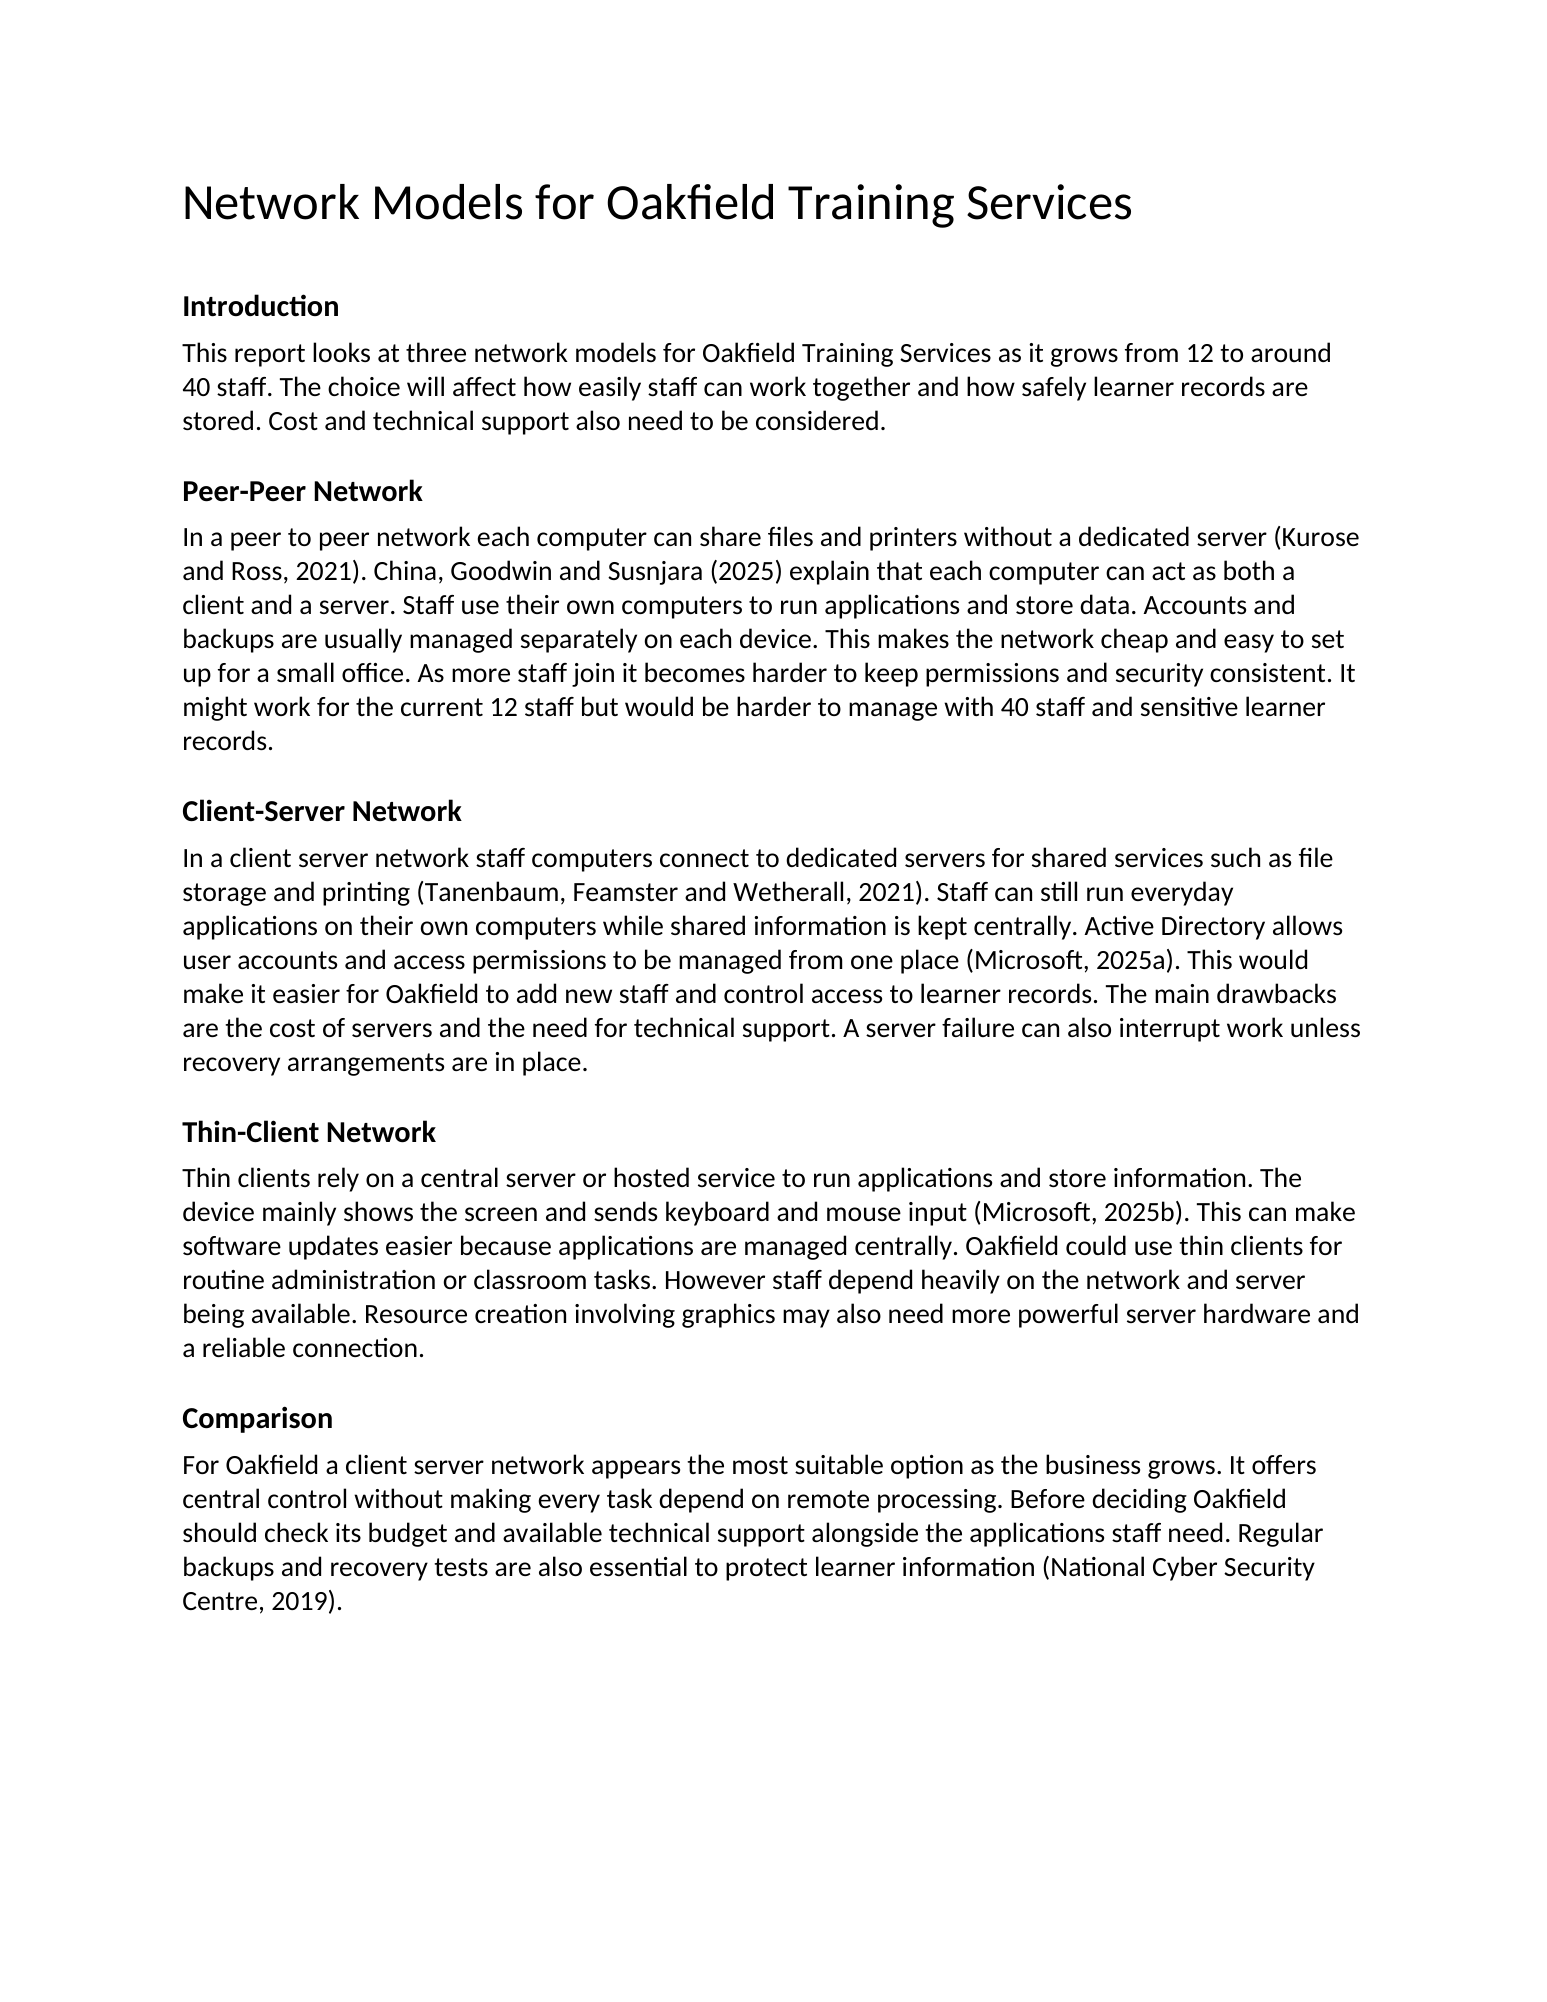 Network Models for Oakfield Training Services
Introduction
This report looks at three network models for Oakfield Training Services as it grows from 12 to around
40 staff. The choice will affect how easily staff can work together and how safely learner records are
stored. Cost and technical support also need to be considered.
Peer-Peer Network
In a peer to peer network each computer can share files and printers without a dedicated server (Kurose
and Ross, 2021). China, Goodwin and Susnjara (2025) explain that each computer can act as both a
client and a server. Staff use their own computers to run applications and store data. Accounts and
backups are usually managed separately on each device. This makes the network cheap and easy to set
up for a small office. As more staff join it becomes harder to keep permissions and security consistent. It
might work for the current 12 staff but would be harder to manage with 40 staff and sensitive learner
records.
Client-Server Network
In a client server network staff computers connect to dedicated servers for shared services such as file
storage and printing (Tanenbaum, Feamster and Wetherall, 2021). Staff can still run everyday
applications on their own computers while shared information is kept centrally. Active Directory allows
user accounts and access permissions to be managed from one place (Microsoft, 2025a). This would
make it easier for Oakfield to add new staff and control access to learner records. The main drawbacks
are the cost of servers and the need for technical support. A server failure can also interrupt work unless
recovery arrangements are in place.
Thin-Client Network
Thin clients rely on a central server or hosted service to run applications and store information. The
device mainly shows the screen and sends keyboard and mouse input (Microsoft, 2025b). This can make
software updates easier because applications are managed centrally. Oakfield could use thin clients for
routine administration or classroom tasks. However staff depend heavily on the network and server
being available. Resource creation involving graphics may also need more powerful server hardware and
a reliable connection.
Comparison
For Oakfield a client server network appears the most suitable option as the business grows. It offers
central control without making every task depend on remote processing. Before deciding Oakfield
should check its budget and available technical support alongside the applications staff need. Regular
backups and recovery tests are also essential to protect learner information (National Cyber Security
Centre, 2019).